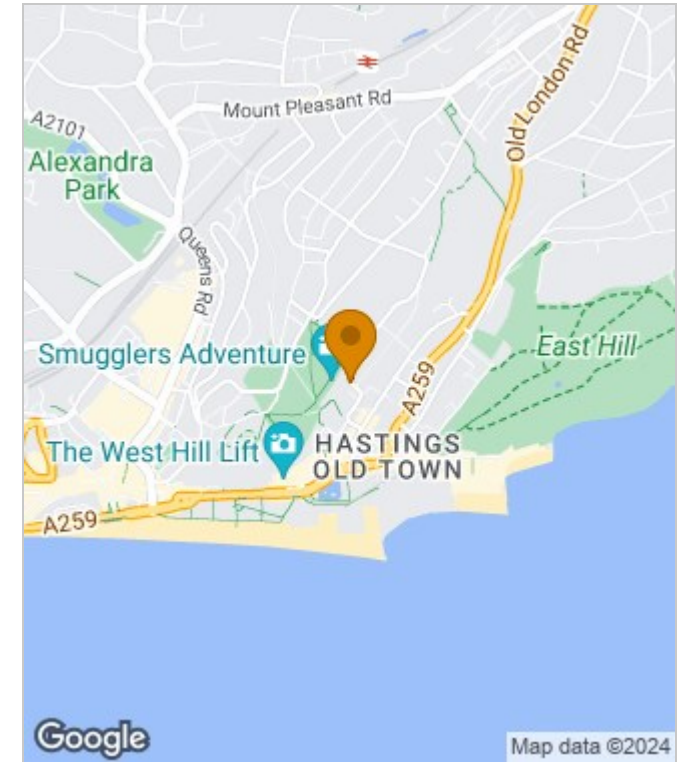 Old London Rd
Mount Pleasant Rd
A2101
Alexandra
Park
Queens Rd
Smugglers Adventure
East Hill
A259
The West Hill Lift
HASTINGS
OLD TOWN
A259
Google
Map data ©2024